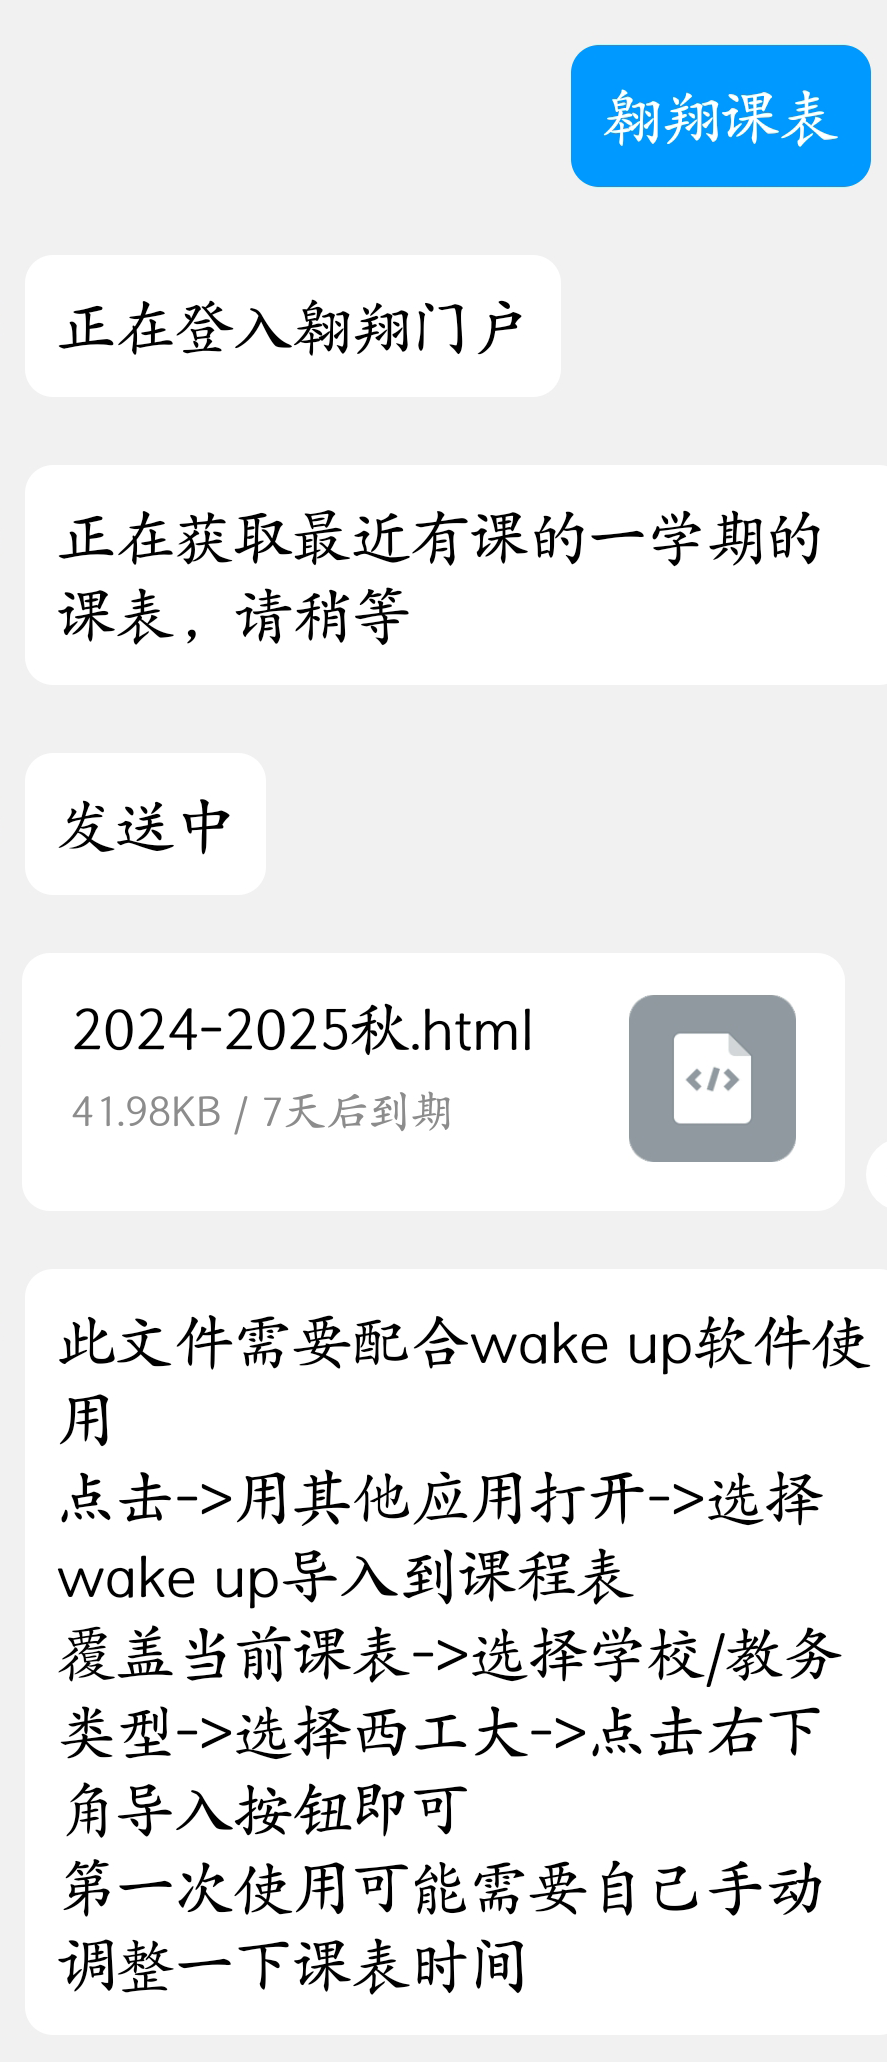 翱翔课表
正在登入翱翔门户
正在获取最近有课的一学期的
课表，请稍等
发送中
2024-2025秋.html
41.98KB / 7天后到期
</>
此文件需要配合wake up软件使
用
点击->用其他应用打开->选择
wake up导入到课程表
覆盖当前课表->选择学校/教务
类型->选择西工大->点击右下
角导入按钮即可
第一次使用可能需要自己手动
调整一下课表时间